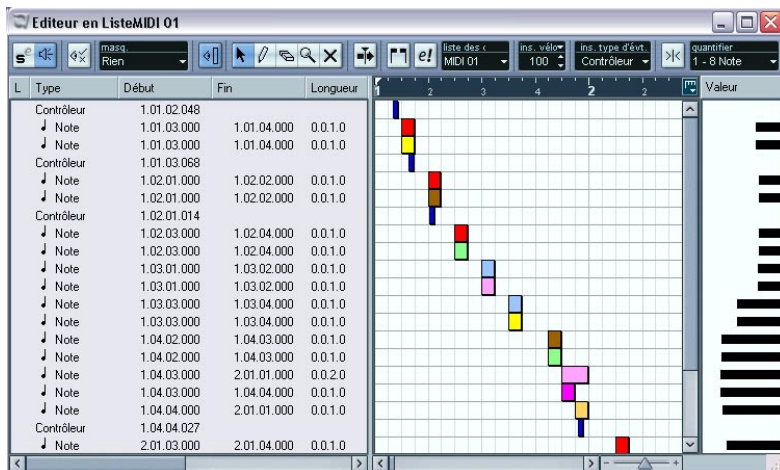 Editeur en ListeMIDI 01
masq. liste des ( ins. vélo ins. type d'évt. quantifier
Rien e! MIDI 01 100 Contrôleur 1 - 8 Note
L Type Début Fin Longueur 1 2 3 4 2 2 Valeur
Contrôleur 1.01.02.048
Note 1.01.03.000 1.01.04.000 0.0.1.0
Note 1.01.03.000 1.01.04.000 0.0.1.0
Contrôleur 1.01.03.068
Note 1.02.01.000 1.02.02.000 0.0.1.0
Note 1.02.01.000 1.02.02.000 0.0.1.0
Contrôleur 1.02.01.014
Note 1.02.03.000 1.02.04.000 0.0.1.0
Note 1.02.03.000 1.02.04.000 0.0.1.0
Note 1.03.01.000 1.03.02.000 0.0.1.0
Note 1.03.01.000 1.03.02.000 0.0.1.0
Note 1.03.03.000 1.03.04.000 0.0.1.0
Note 1.03.03.000 1.03.04.000 0.0.1.0
Note 1.04.02.000 1.04.03.000 0.0.1.0
Note 1.04.02.000 1.04.03.000 0.0.1.0
Note 1.04.03.000 2.01.01.000 0.0.2.0
Note 1.04.03.000 1.04.04.000 0.0.1.0
Note 1.04.04.000 2.01.01.000 0.0.1.0
Contrôleur 1.04.04.027
Note 2.01.03.000 2.01.04.000 0.0.1.0